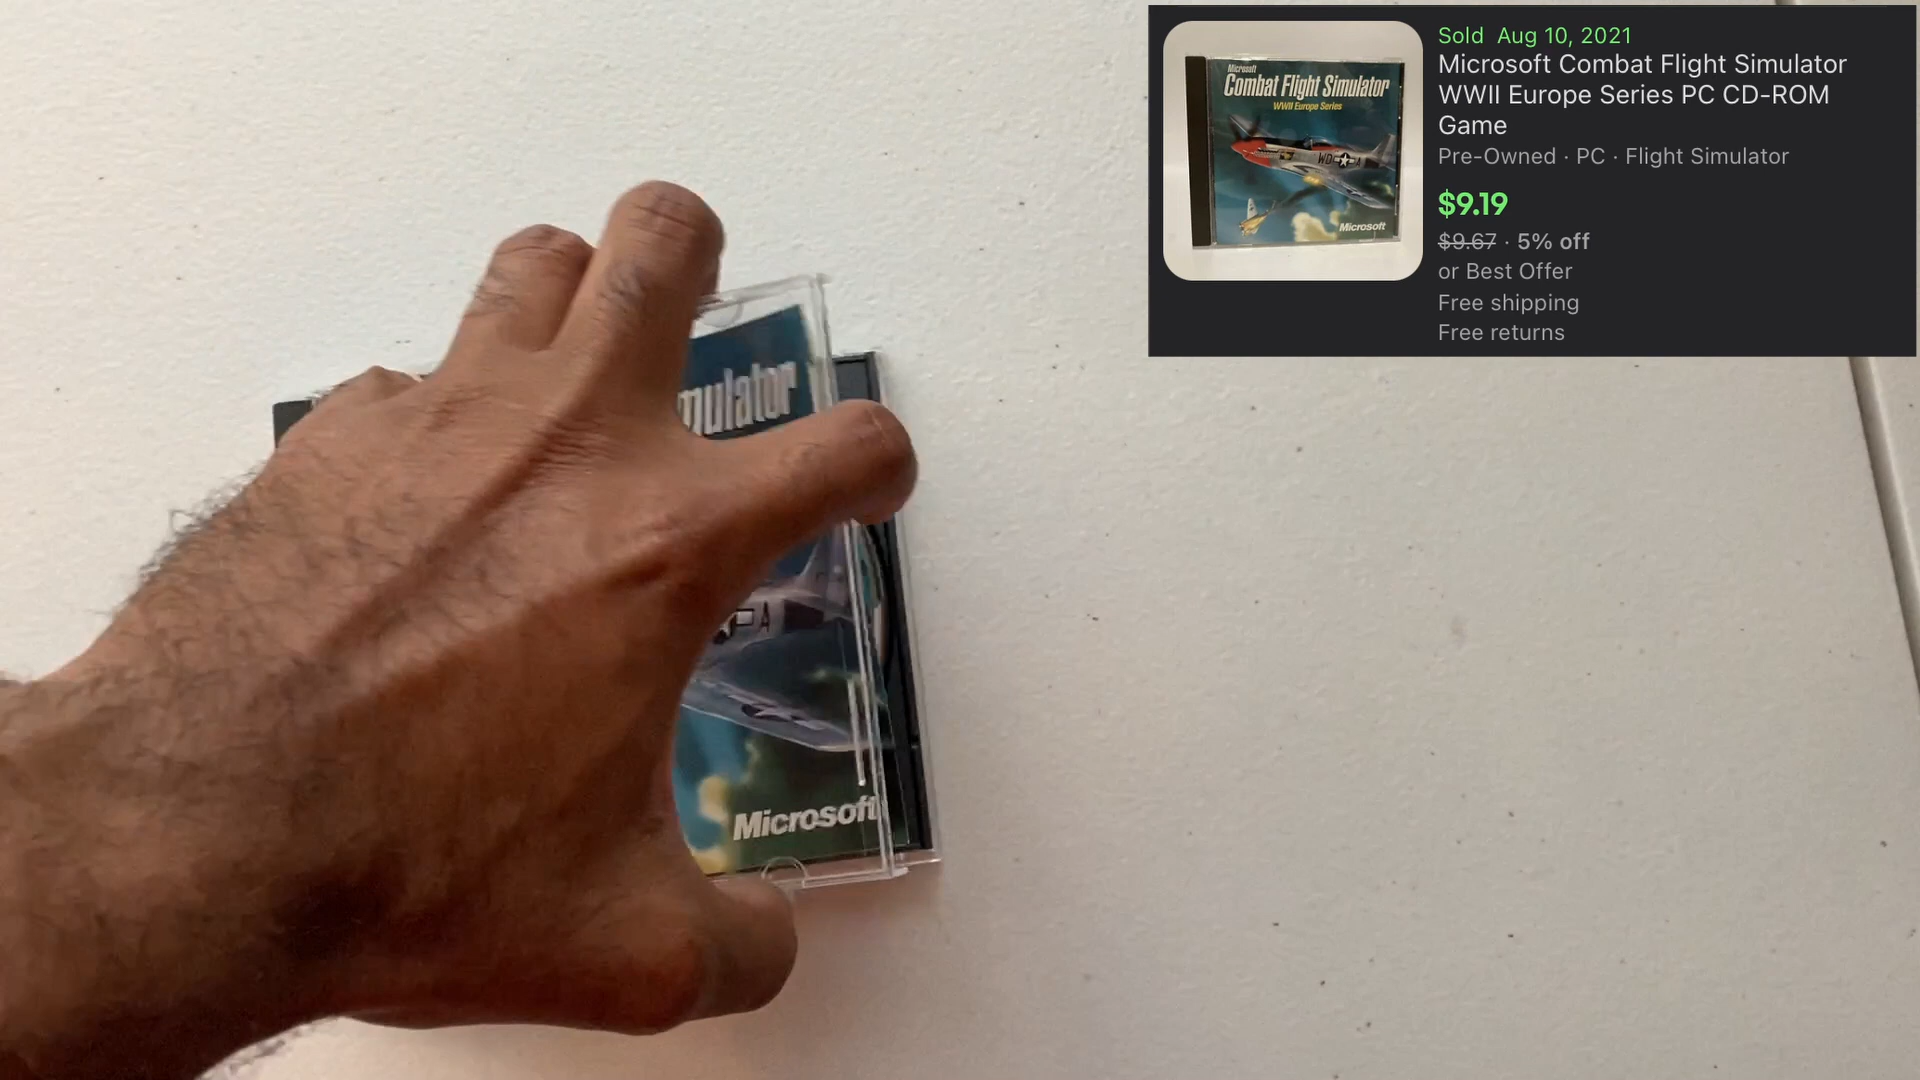 Sold Aug 10, 2021
Microsoft Combat Flight Simulator
WWII Europe Series PC CD-ROM
Game
Pre-Owned · PC · Flight Simulator
$9.19
$9.67 · 5% off
or Best Offer
Free shipping
Free returns
Microsoft
Combat Flight Simulator
WWII Europe Series
WD A
Microsoft
mulator
A
Microsoft